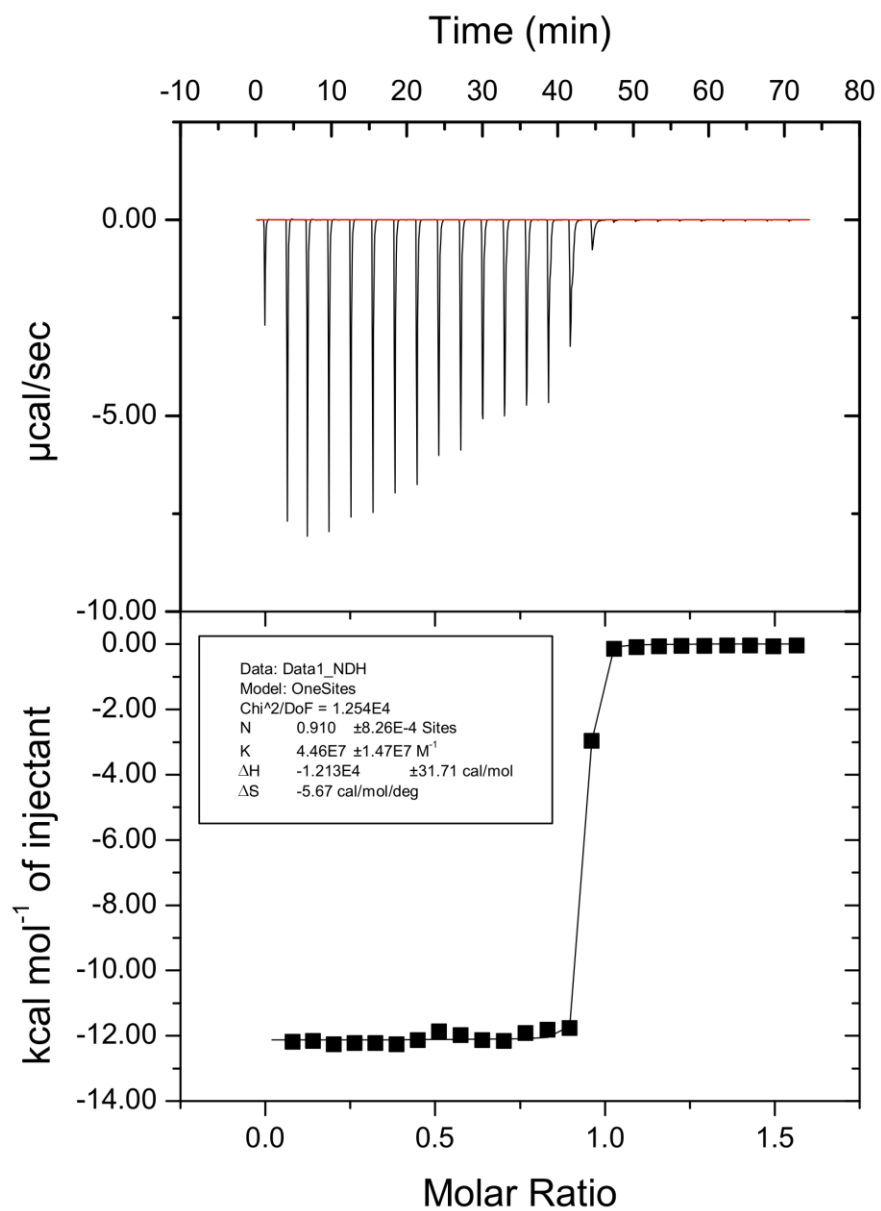 Time (min)
-10 0 10 20 30 40 50 60 70 80
0.00
-5.00
-10.00
µcal/sec
0.00
-2.00
-4.00
-6.00
-8.00
-10.00
-12.00
-14.00
kcal mol⁻¹ of injectant
Data: Data1_NDH
Model: OneSites
Chi^2/DoF = 1.254E4
N 0.910 ±8.26E-4 Sites
K 4.46E7 ±1.47E7 M⁻¹
ΔH -1.213E4 ±31.71 cal/mol
ΔS -5.67 cal/mol/deg
0.0 0.5 1.0 1.5
Molar Ratio